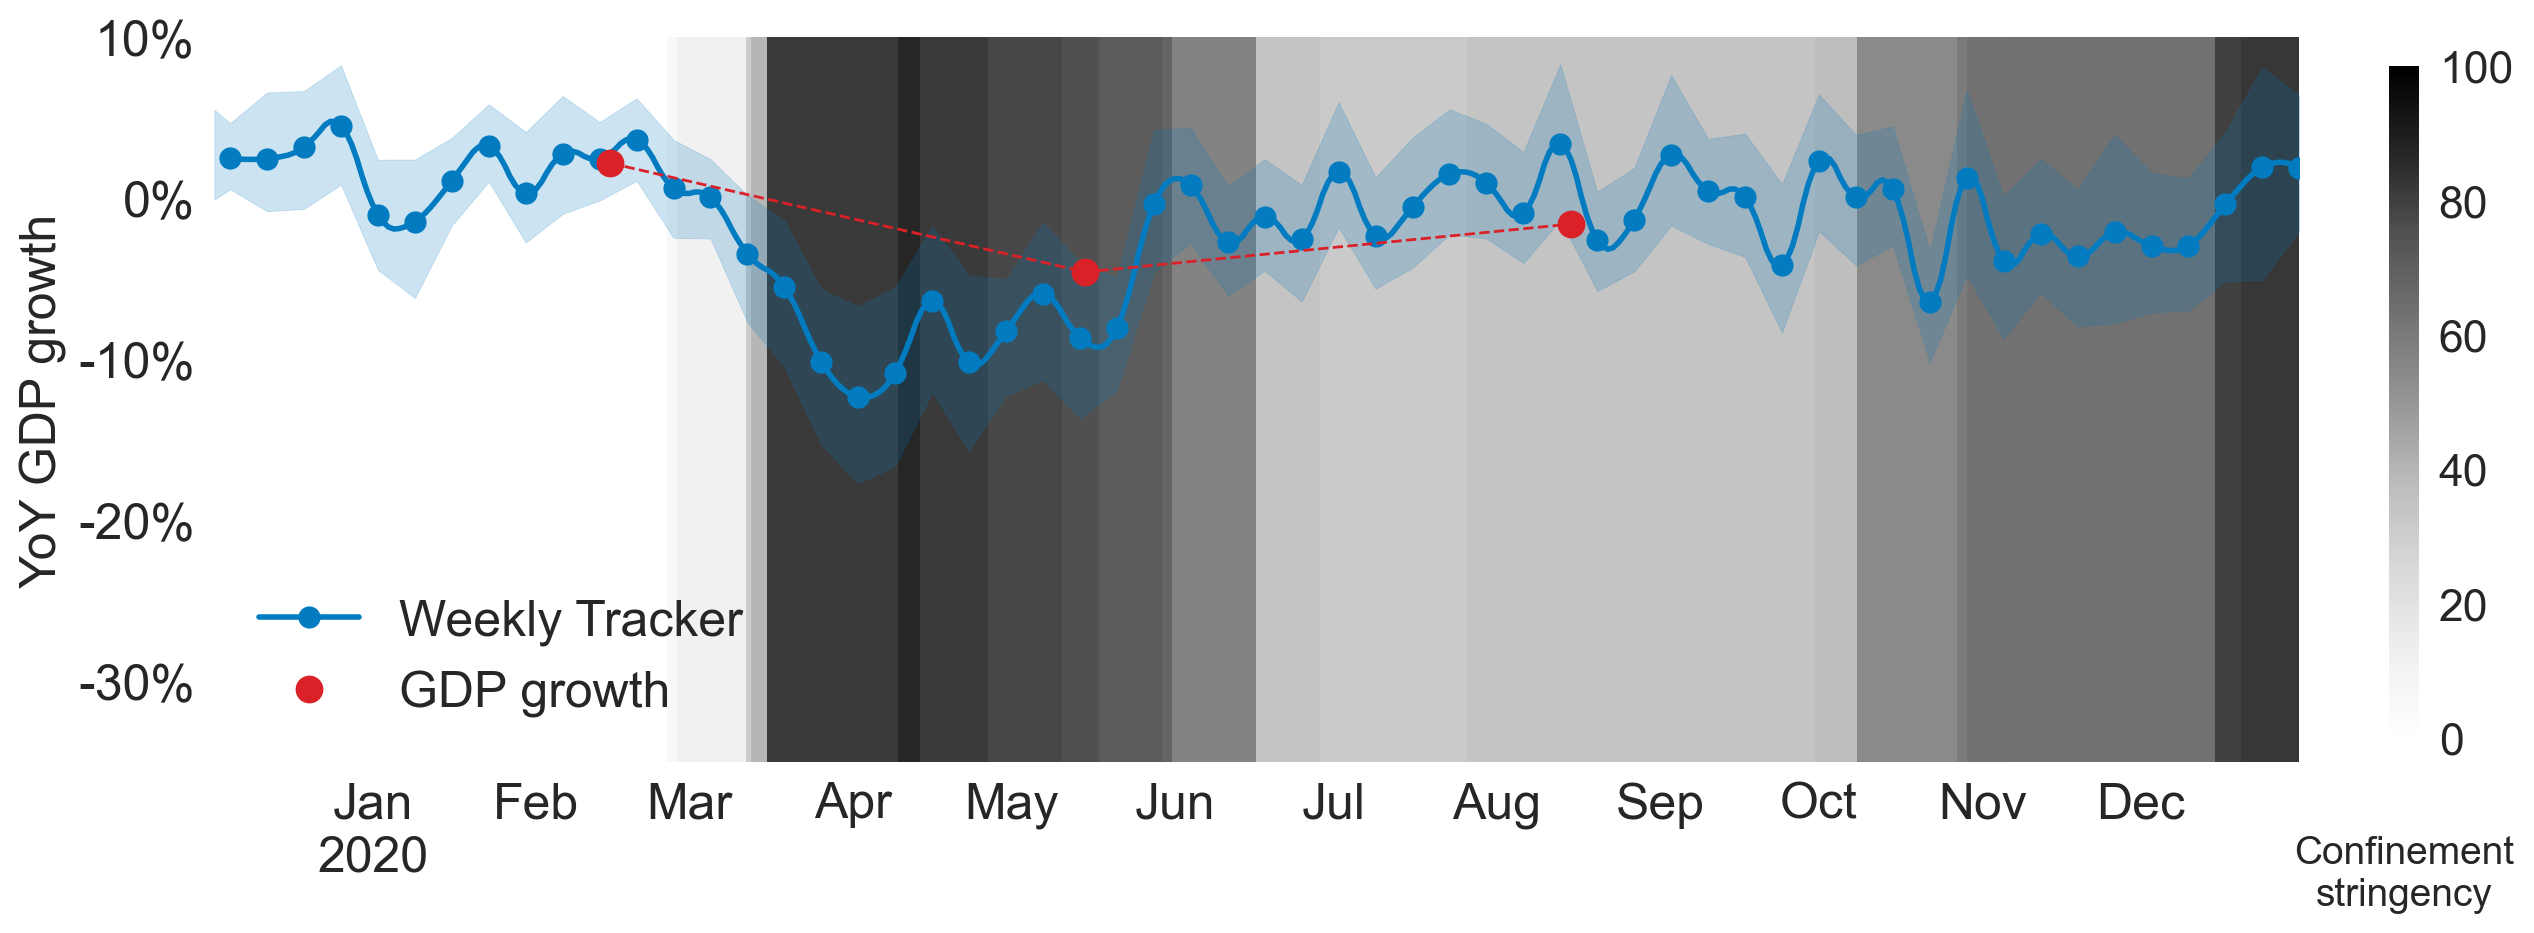 10%
0%
-10%
-20%
-30%
YoY GDP growth
Weekly Tracker
GDP growth
Jan
2020
Feb
Mar
Apr
May
Jun
Jul
Aug
Sep
Oct
Nov
Dec
100
80
60
40
20
0
Confinement
stringency